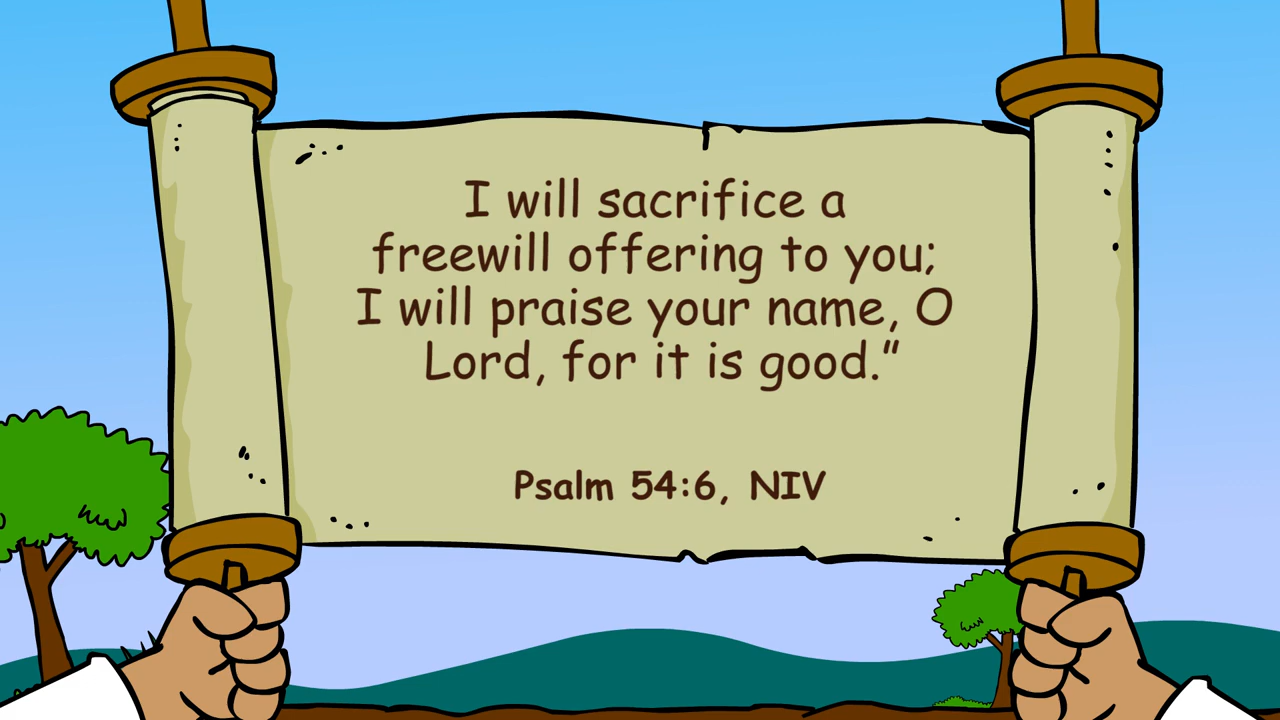 I will sacrifice a
freewill offering to you;
I will praise your name, O
Lord, for it is good.”
Psalm 54:6, NIV